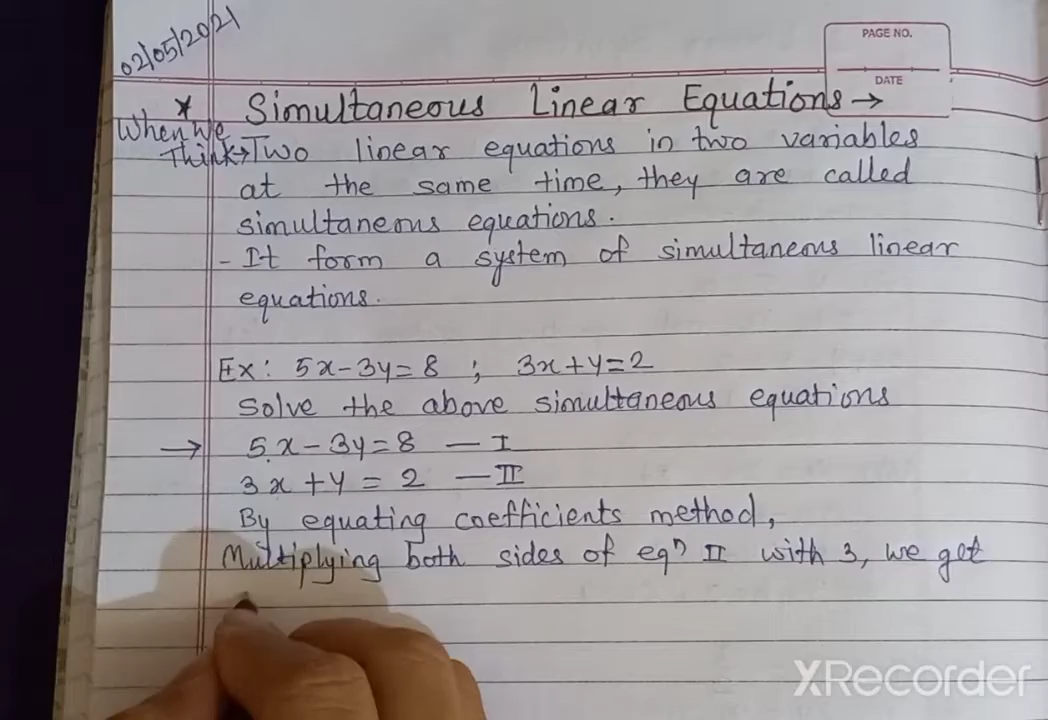 02/05/2021
PAGE NO.
DATE
* Simultaneous Linear Equations →
When we
Think → Two linear equations in two variables
at the same time, they are called
simultaneous equations.
- It form a system of simultaneous linear
equations.
Ex: 5x - 3y = 8 ; 3x + y = 2
Solve the above simultaneous equations
→ 5x - 3y = 8 — I
3x + y = 2 — II
By equating coefficients method,
Multiplying both sides of eqⁿ II with 3, we get
XRecorder